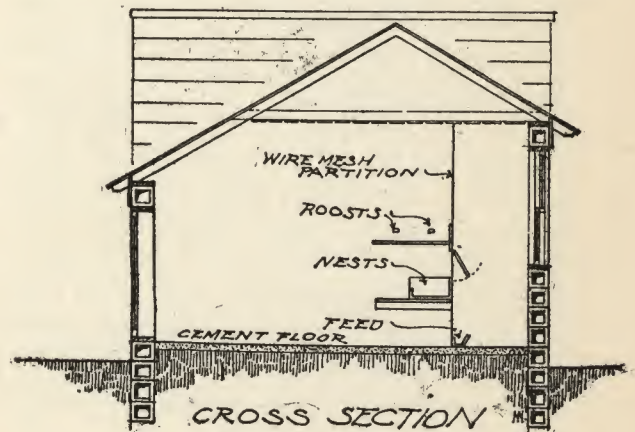 WIRE MESH
PARTITION
ROOSTS
NESTS
FEED
CEMENT FLOOR
CROSS SECTION